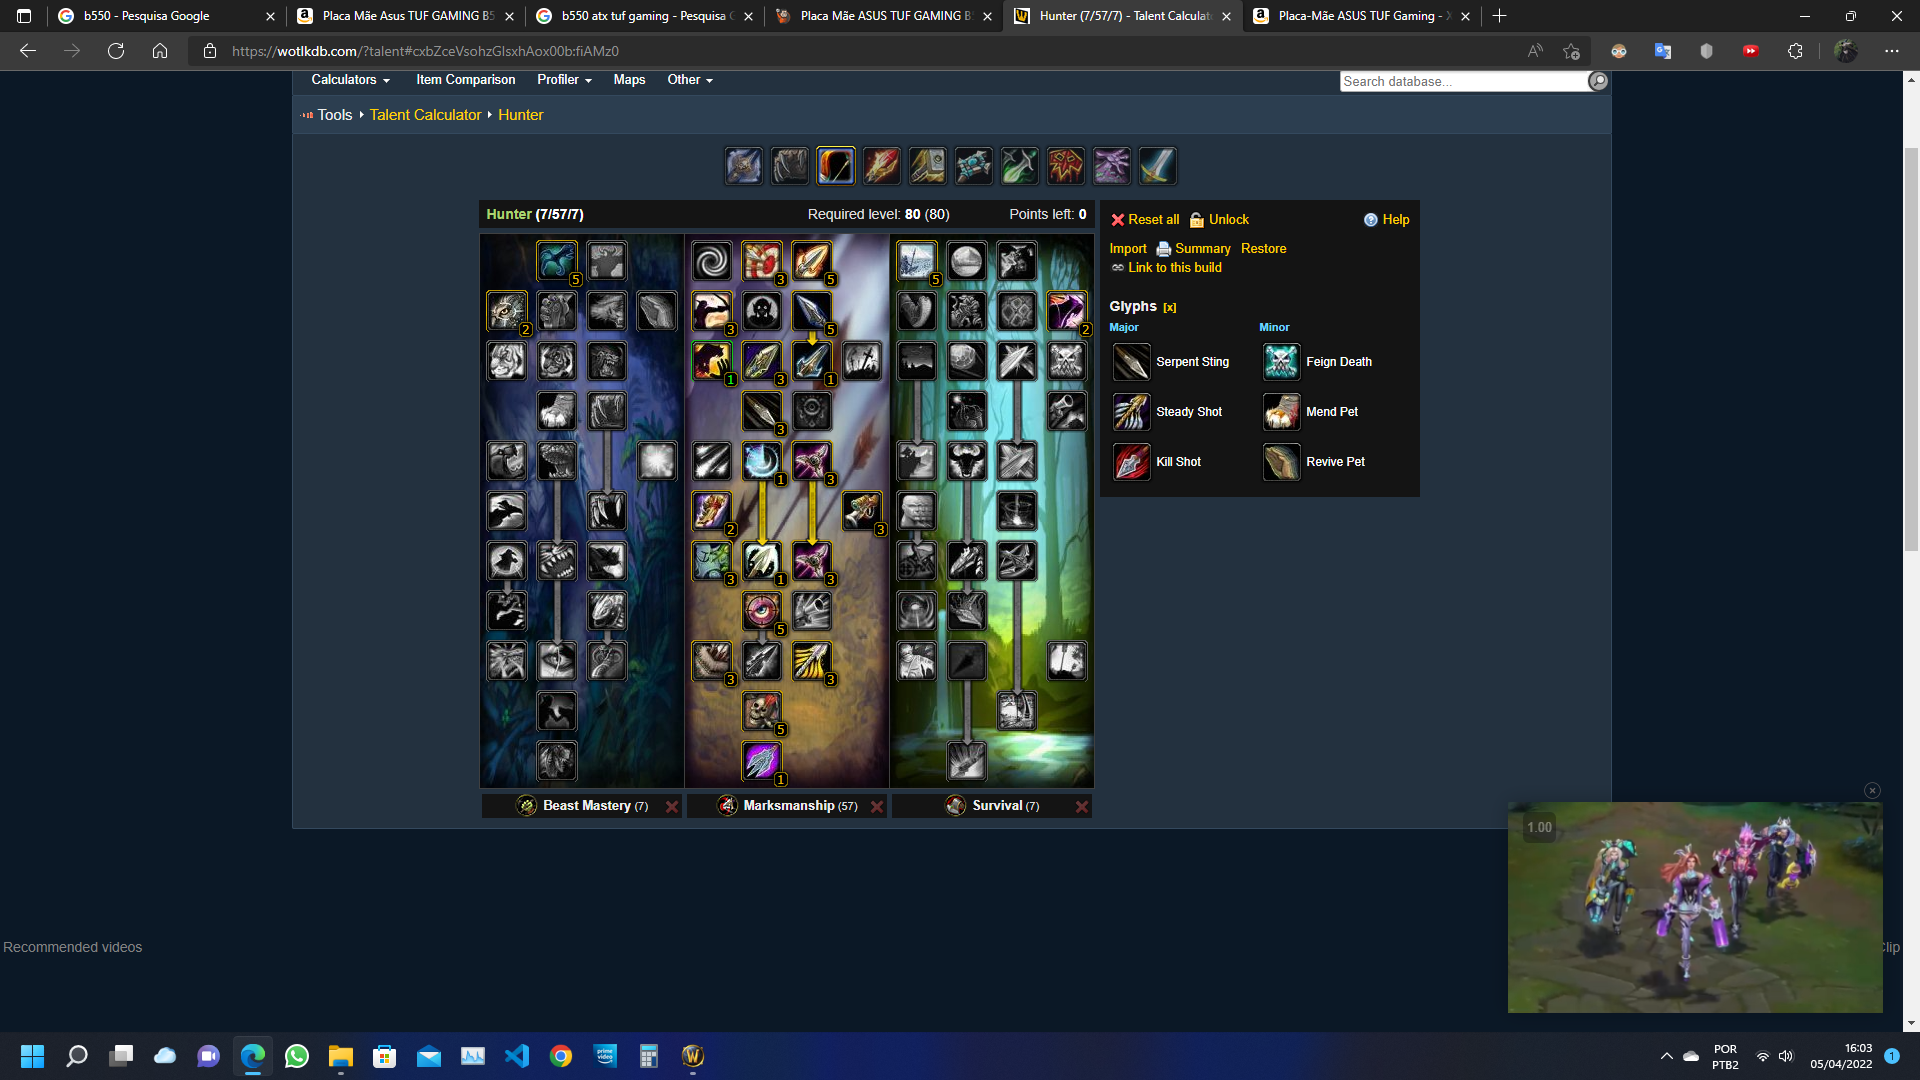 b550 - Pesquisa Google
Placa Mãe Asus TUF GAMING B5
b550 atx tuf gaming - Pesquisa G
Placa Mãe ASUS TUF GAMING B5
Hunter (7/57/7) - Talent Calculat
Placa-Mãe ASUS TUF Gaming - X
https://wotlkdb.com/?talent#cxbZceVsohzGlsxhAox00b:fiAMz0
Calculators Item Comparison Profiler Maps Other
Search database...
Tools Talent Calculator Hunter
Hunter (7/57/7) Required level: 80 (80) Points left: 0
Reset all Unlock Help
Import Summary Restore
Link to this build
Glyphs [x]
Major Minor
Serpent Sting Feign Death
Steady Shot Mend Pet
Kill Shot Revive Pet
5 3 5 5
2 3 5 2
1 3 1
3
1 3
2 3
3 1 3
5
3 3
5
1
Beast Mastery (7) Marksmanship (57) Survival (7)
1.00
Recommended videos
Clip
prime video
POR
PTB2
16:03
05/04/2022
1